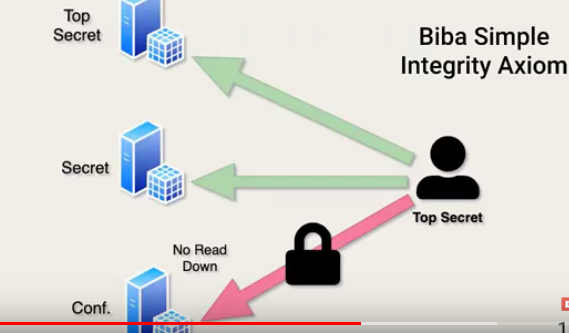 Top
Secret
Biba Simple
Integrity Axiom
Secret
Top Secret
No Read
Down
Conf.